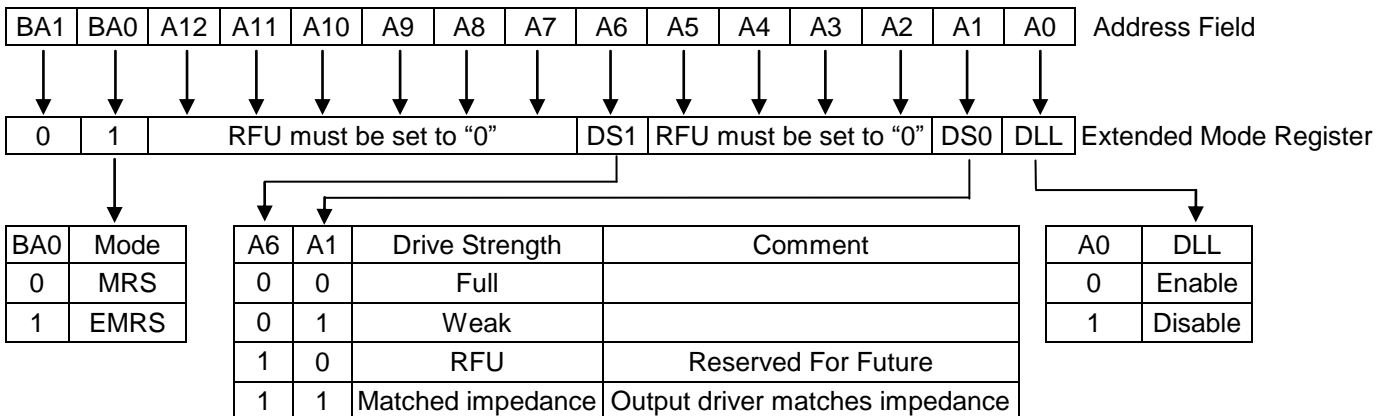 BA1 BA0 A12 A11 A10 A9 A8 A7 A6 A5 A4 A3 A2 A1 A0 Address Field
0 1 RFU must be set to “0” DS1 RFU must be set to “0” DS0 DLL Extended Mode Register
BA0 Mode A6 A1 Drive Strength Comment A0 DLL
0 MRS 0 0 Full 0 Enable
1 EMRS 0 1 Weak 1 Disable
1 0 RFU Reserved For Future
1 1 Matched impedance Output driver matches impedance